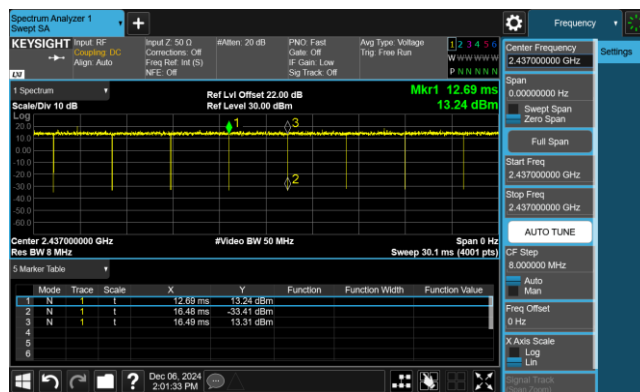 Spectrum Analyzer 1
Swept SA
Frequency
KEYSIGHT
Input: RF
Coupling: DC
Align: Auto
Input Z: 50 Ω
Corrections: Off
Freq Ref: Int (S)
NFE: Off
#Atten: 20 dB
PNO: Fast
Gate: Off
IF Gain: Low
Sig Track: Off
Avg Type: Voltage
Trig: Free Run
1 2 3 4 5 6
W W W W W W
P N N N N N
LXI
Center Frequency
2.437000000 GHz
Settings
Span
0.00000000 Hz
Swept Span
Zero Span
Full Span
Start Freq
2.437000000 GHz
Stop Freq
2.437000000 GHz
AUTO TUNE
CF Step
8.000000 MHz
Auto
Man
Freq Offset
0 Hz
X Axis Scale
Log
Lin
Signal Track
(Span Zoom)
1 Spectrum
Scale/Div 10 dB
Ref Lvl Offset 22.00 dB
Ref Level 30.00 dBm
Mkr1 12.69 ms
13.24 dBm
Log
20.0
10.0
0.00
-10.0
-20.0
-30.0
-40.0
-50.0
-60.0
1
3
2
Center 2.437000000 GHz
Res BW 8 MHz
#Video BW 50 MHz
Span 0 Hz
Sweep 30.1 ms (4001 pts)
5 Marker Table
Mode Trace Scale X Y Function Function Width Function Value
1 N 1 t 12.69 ms 13.24 dBm
2 N 1 t 16.48 ms -33.41 dBm
3 N 1 t 16.49 ms 13.31 dBm
4
5
6
?
Dec 06, 2024
2:01:33 PM